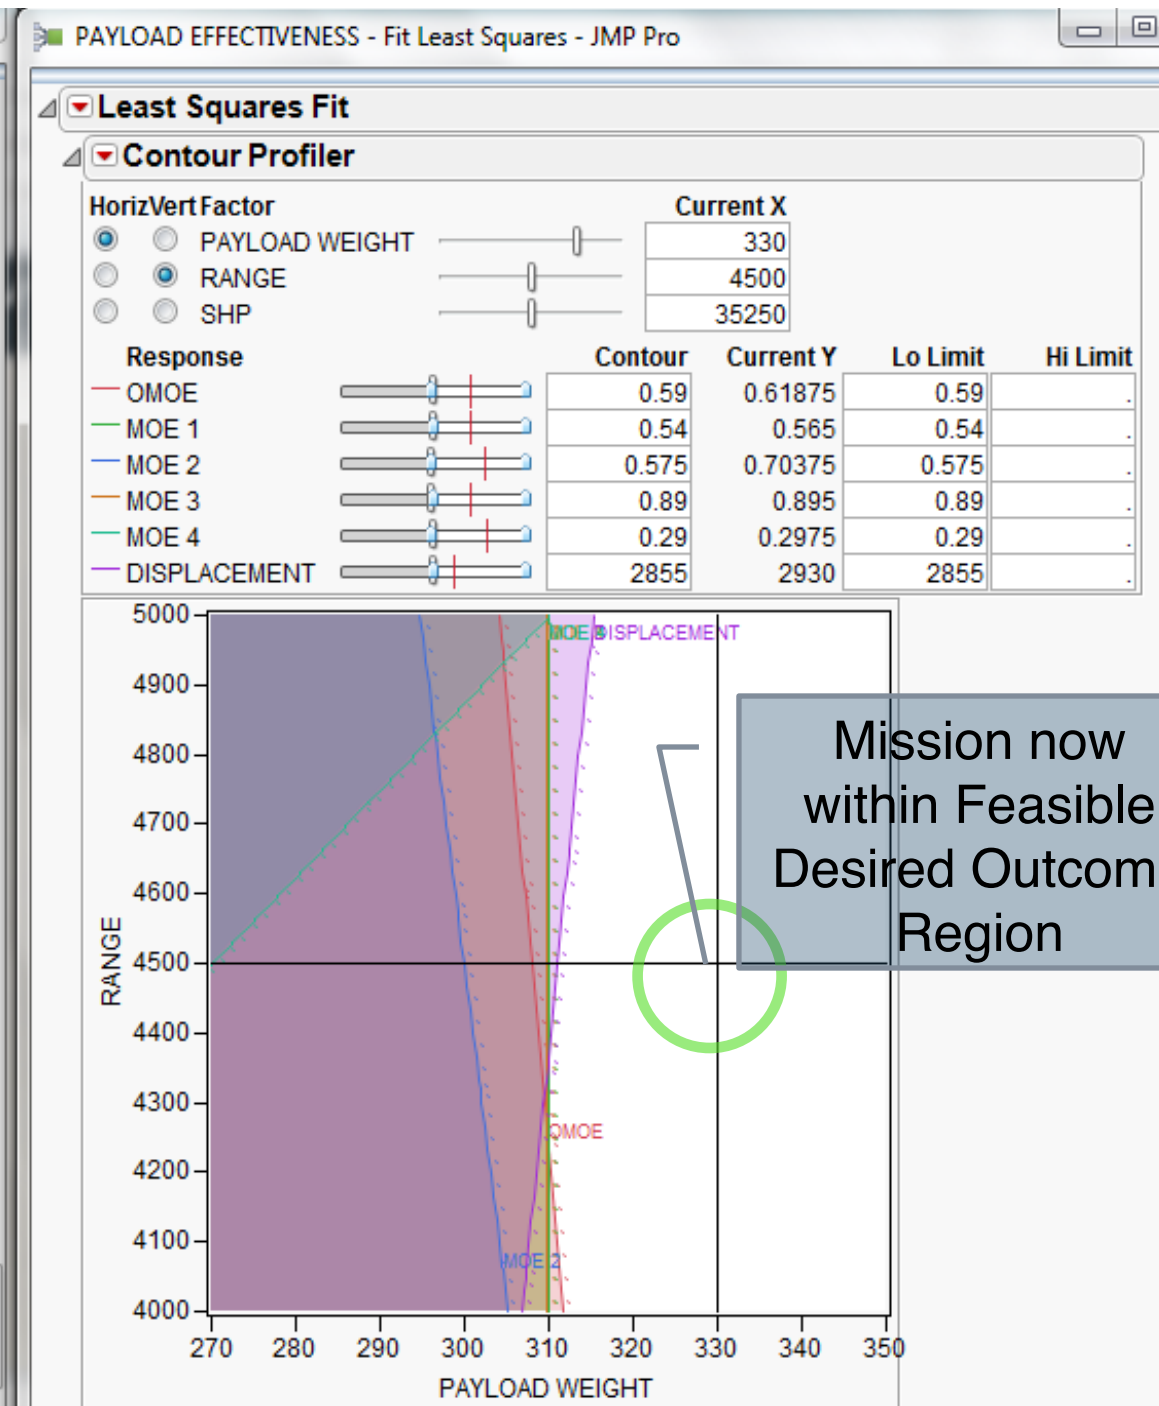 PAYLOAD EFFECTIVENESS - Fit Least Squares - JMP Pro
Least Squares Fit
Contour Profiler
Horiz Vert Factor Current X
PAYLOAD WEIGHT 330
RANGE 4500
SHP 35250
Response Contour Current Y Lo Limit Hi Limit
OMOE 0.59 0.61875 0.59 .
MOE 1 0.54 0.565 0.54 .
MOE 2 0.575 0.70375 0.575 .
MOE 3 0.89 0.895 0.89 .
MOE 4 0.29 0.2975 0.29 .
DISPLACEMENT 2855 2930 2855 .
5000
MOE DISPLACEMENT
4900
4800
4700
4600
4500
4400
4300
4200
4100
4000
RANGE
Mission now
within Feasible
Desired Outcom
Region
OMOE
MOE 2
270 280 290 300 310 320 330 340 350
PAYLOAD WEIGHT